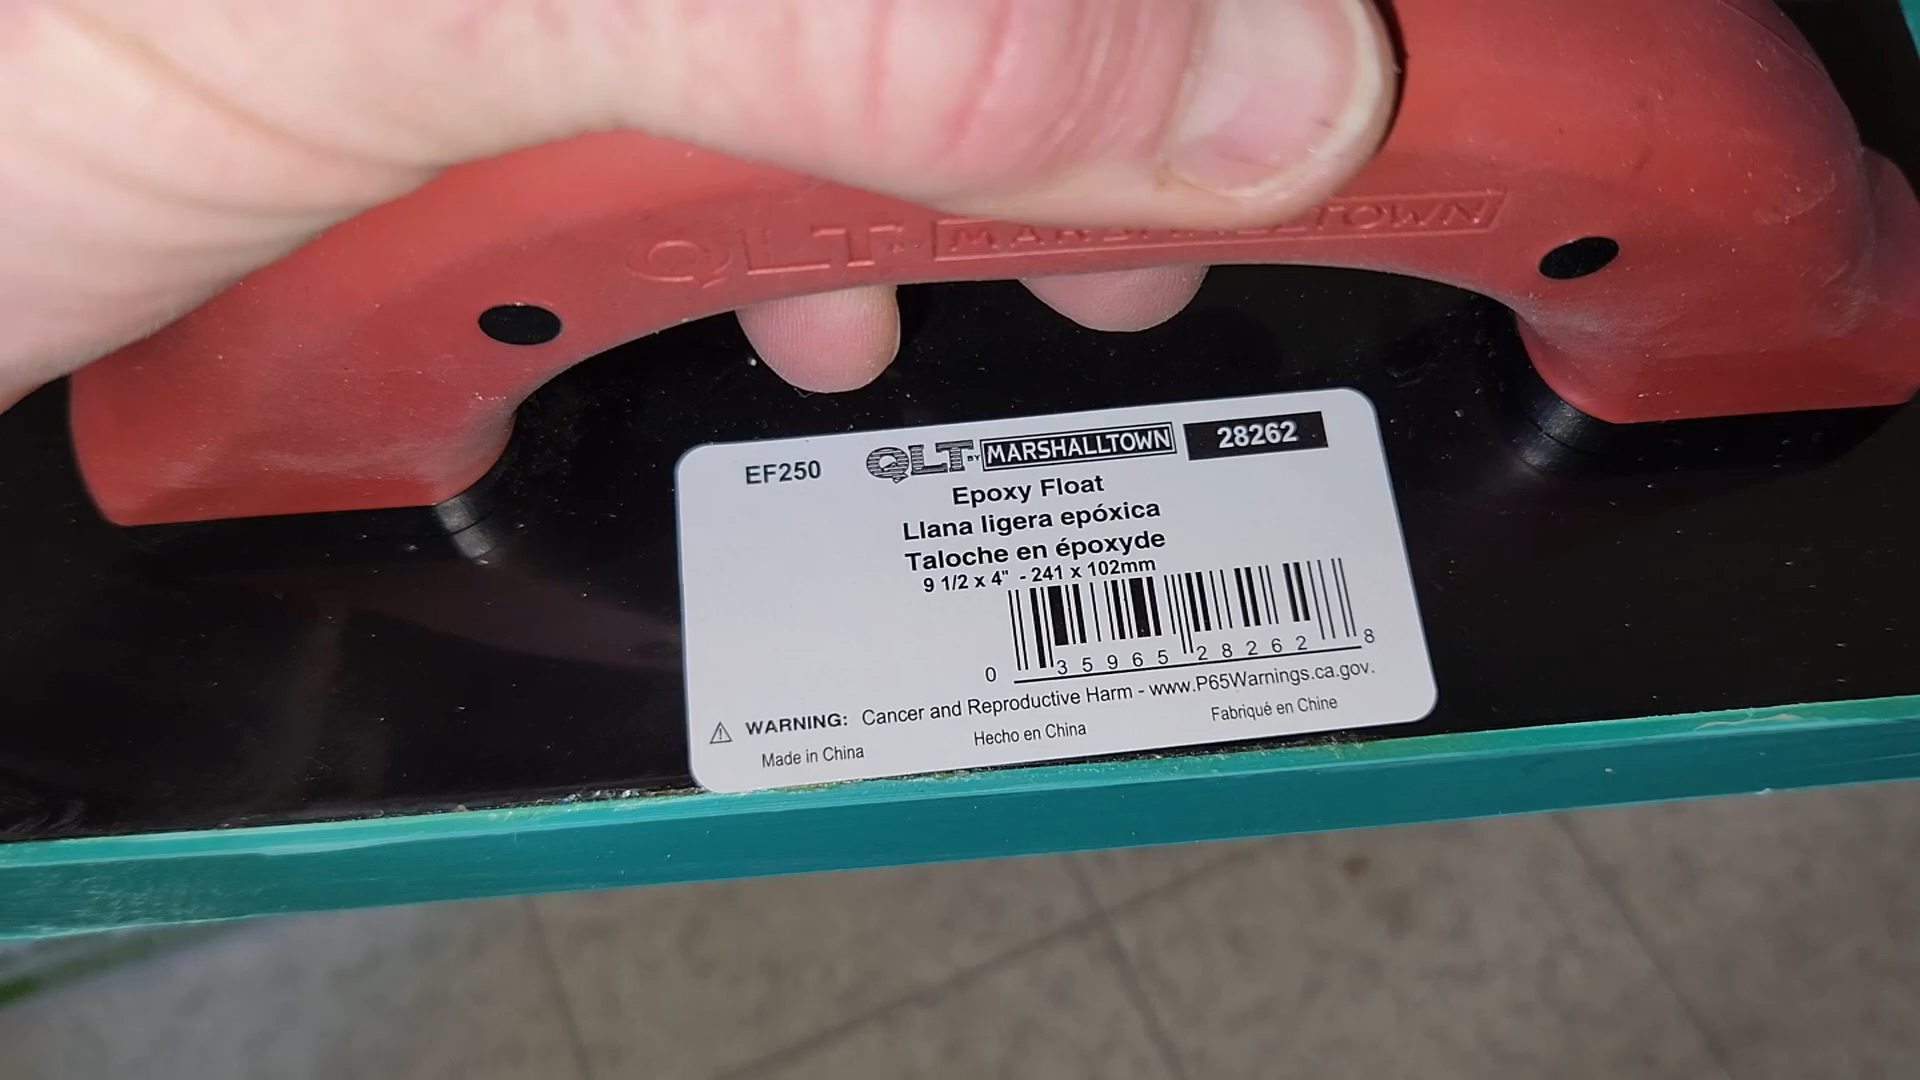 QLT MARSHALLTOWN
EF250 QLT BY MARSHALLTOWN 28262
Epoxy Float
Llana ligera epóxica
Taloche en époxyde
9 1/2 x 4" - 241 x 102mm
0 35965 28262 8
WARNING: Cancer and Reproductive Harm - www.P65Warnings.ca.gov.
Made in China Hecho en China Fabriqué en Chine